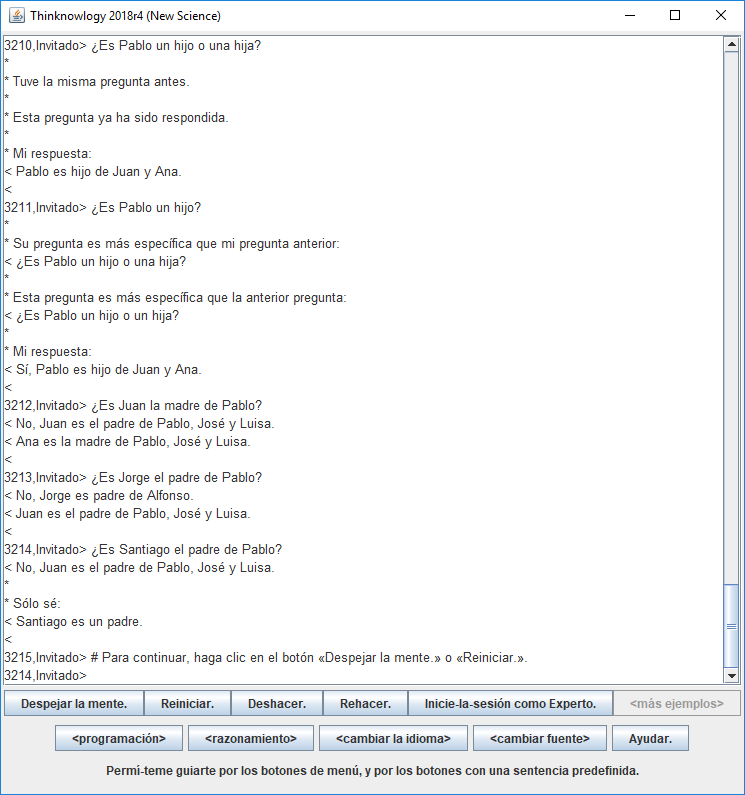 Thinknowlogy 2018r4 (New Science)
3210,Invitado> ¿Es Pablo un hijo o una hija?
*
* Tuve la misma pregunta antes.
*
* Esta pregunta ya ha sido respondida.
*
* Mi respuesta:
< Pablo es hijo de Juan y Ana.
<
3211,Invitado> ¿Es Pablo un hijo?
*
* Su pregunta es más específica que mi pregunta anterior:
< ¿Es Pablo un hijo o una hija?
*
* Esta pregunta es más específica que la anterior pregunta:
< ¿Es Pablo un hijo o un hija?
*
* Mi respuesta:
< Sí, Pablo es hijo de Juan y Ana.
<
3212,Invitado> ¿Es Juan la madre de Pablo?
< No, Juan es el padre de Pablo, José y Luisa.
< Ana es la madre de Pablo, José y Luisa.
<
3213,Invitado> ¿Es Jorge el padre de Pablo?
< No, Jorge es padre de Alfonso.
< Juan es el padre de Pablo, José y Luisa.
<
3214,Invitado> ¿Es Santiago el padre de Pablo?
< No, Juan es el padre de Pablo, José y Luisa.
*
* Sólo sé:
< Santiago es un padre.
<
3215,Invitado> # Para continuar, haga clic en el botón «Despejar la mente.» o «Reiniciar.».
3214,Invitado>
Despejar la mente. Reiniciar. Deshacer. Rehacer. Inicie-la-sesión como Experto. <más ejemplos>
<programación> <razonamiento> <cambiar la idioma> <cambiar fuente> Ayudar.
Permí-teme guiarte por los botones de menú, y por los botones con una sentencia predefinida.